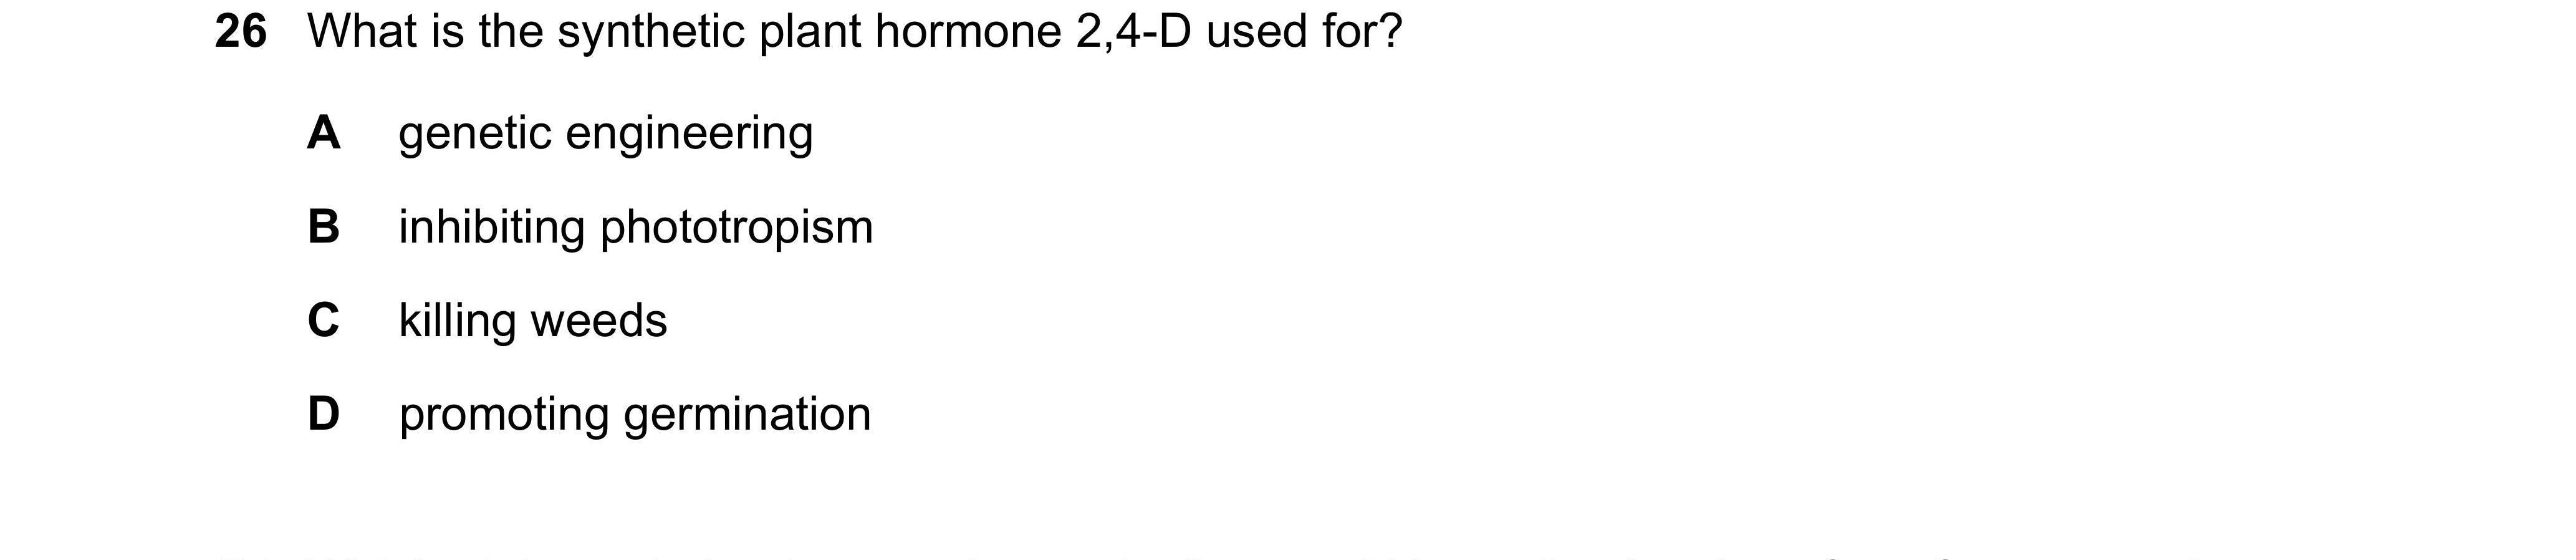 26 What is the synthetic plant hormone 2,4-D used for?
A genetic engineering
B inhibiting phototropism
C killing weeds
D promoting germination